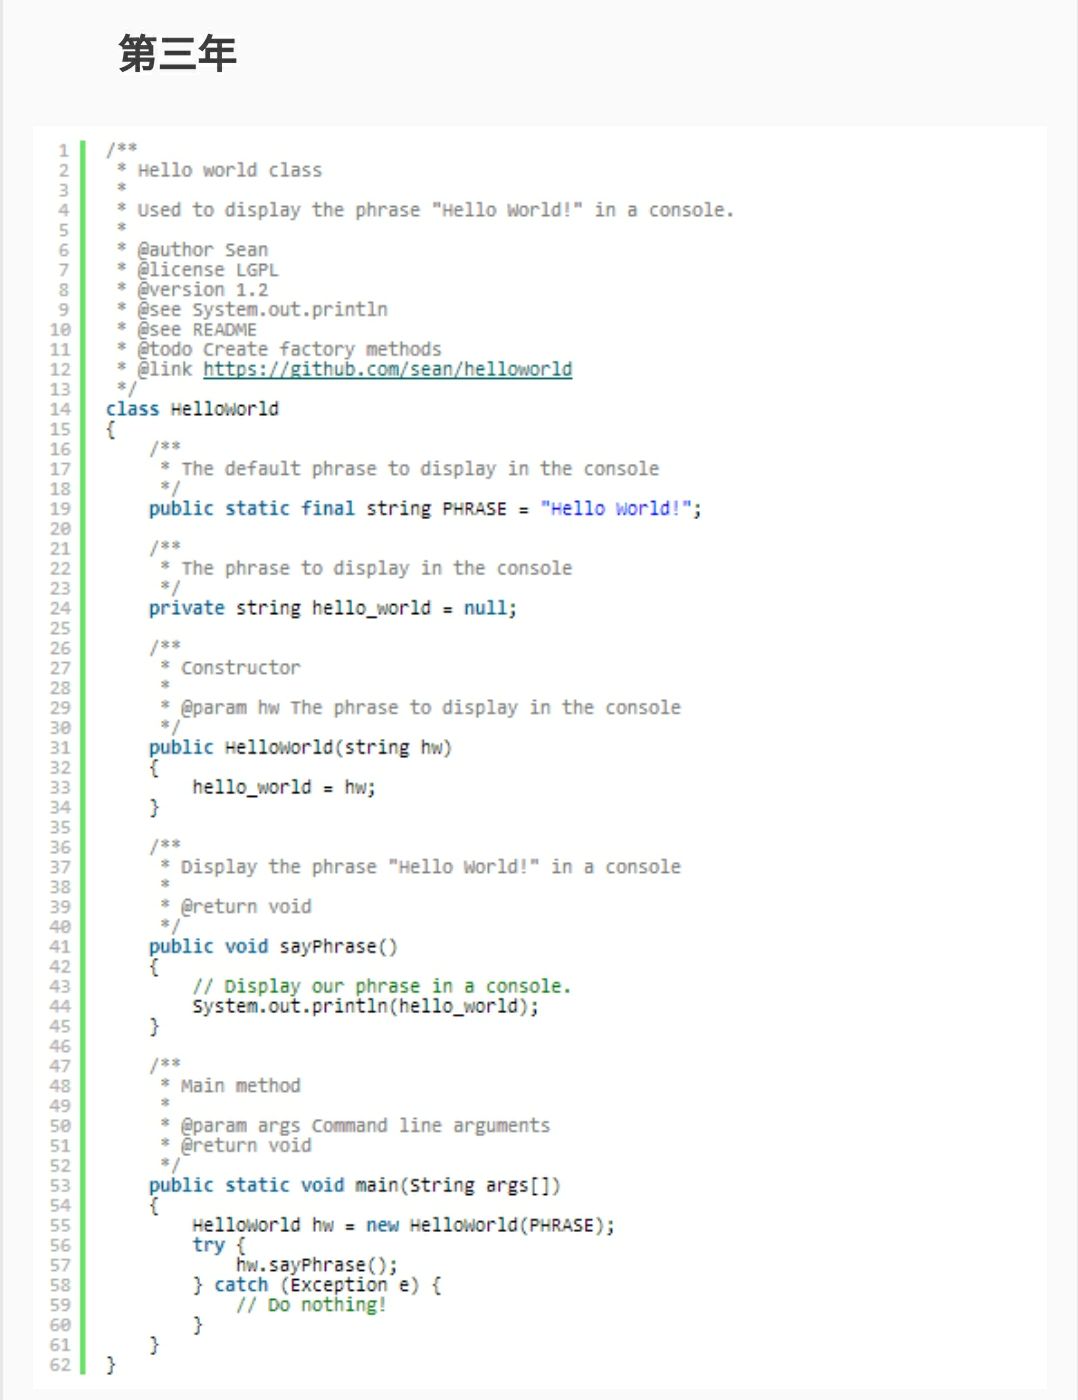 第三年
1 /**
2  * Hello world class
3  *
4  * Used to display the phrase "Hello World!" in a console.
5  *
6  * @author Sean
7  * @license LGPL
8  * @version 1.2
9  * @see System.out.println
10  * @see README
11  * @todo Create factory methods
12  * @link https://github.com/sean/helloworld
13  */
14 class HelloWorld
15 {
16     /**
17      * The default phrase to display in the console
18      */
19     public static final string PHRASE = "Hello World!";
20
21     /**
22      * The phrase to display in the console
23      */
24     private string hello_world = null;
25
26     /**
27      * Constructor
28      *
29      * @param hw The phrase to display in the console
30      */
31     public HelloWorld(string hw)
32     {
33         hello_world = hw;
34     }
35
36     /**
37      * Display the phrase "Hello World!" in a console
38      *
39      * @return void
40      */
41     public void sayPhrase()
42     {
43         // Display our phrase in a console.
44         System.out.println(hello_world);
45     }
46
47     /**
48      * Main method
49      *
50      * @param args Command line arguments
51      * @return void
52      */
53     public static void main(String args[])
54     {
55         HelloWorld hw = new HelloWorld(PHRASE);
56         try {
57             hw.sayPhrase();
58         } catch (Exception e) {
59             // Do nothing!
60         }
61     }
62 }